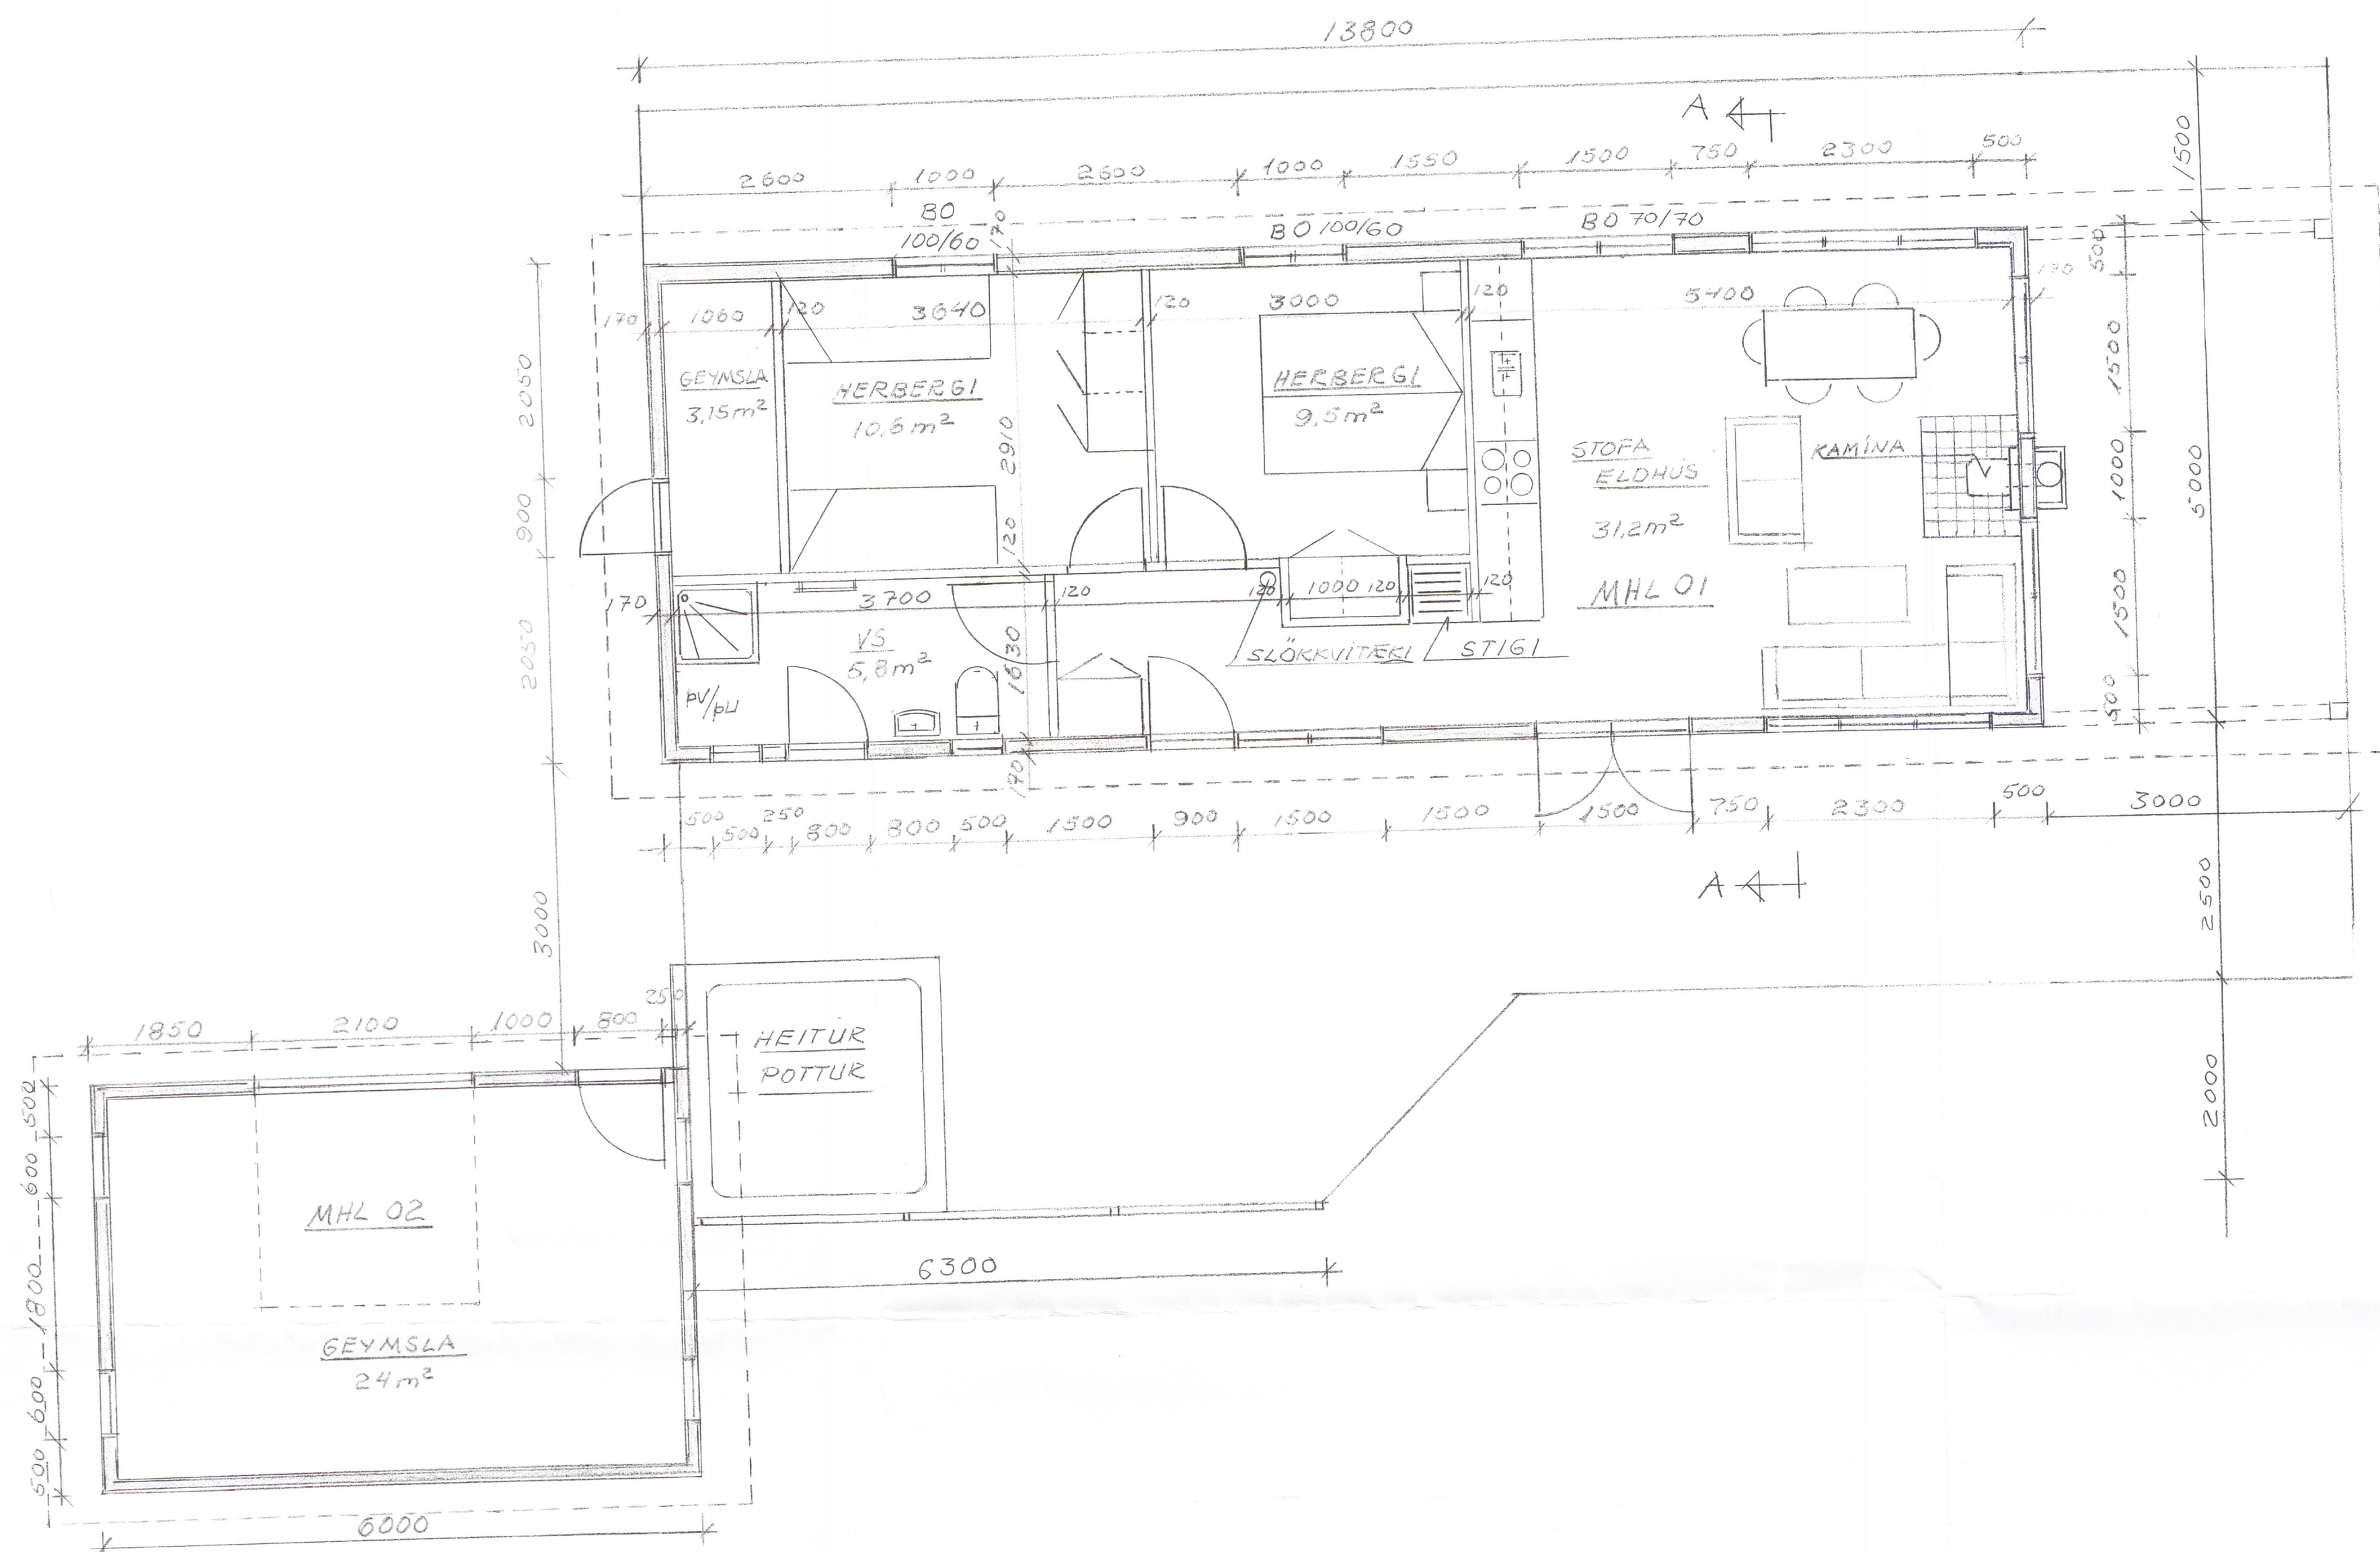 13800
A
1500
2600
1000
2600
1000
1550
1500
750
2300
500
BO
100/60
170
BO 100/60
BO 70/70
500
170
170
1060
120
3640
120
3000
120
5400
GEYMSLA
3,15m²
HERBERGI
10,6m²
HERBERGI
9,5m²
STOFA
ELDHÚS
31,2m²
MHL 01
KAMÍNA
2050
900
2050
2910
120
1500
1000
1500
500
5000
170
3700
120
120
1000
120
120
VS
5,8m²
1630
SLÖKKVITÆKI
STIGI
PV/PU
170
500
500
250
800
800
500
1500
900
1500
1500
1500
750
2300
500
3000
A
3000
2500
2000
250
1850
2100
1000
800
HEITUR
POTTUR
500
600
1800
600
500
MHL 02
GEYMSLA
24m²
6300
6000